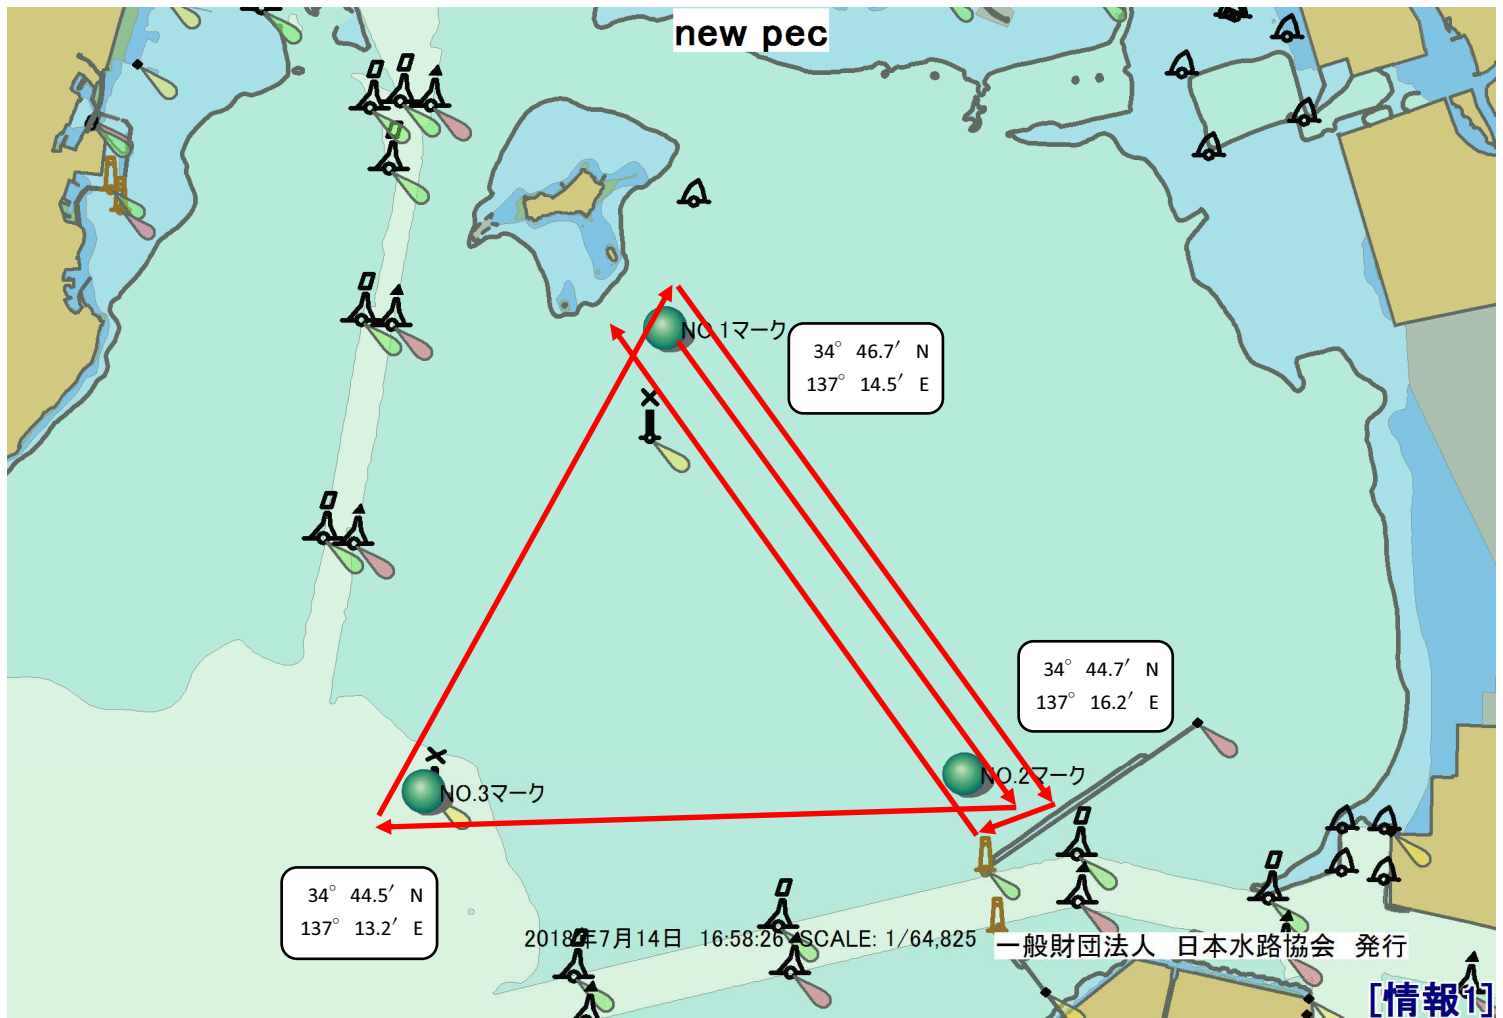 new pec
NO.1マーク
34° 46.7′ N
137° 14.5′ E
34° 44.7′ N
137° 16.2′ E
NO.2マーク
NO.3マーク
34° 44.5′ N
137° 13.2′ E
2018年7月14日 16:58:26 SCALE: 1/64,825
一般財団法人 日本水路協会 発行
[情報1]